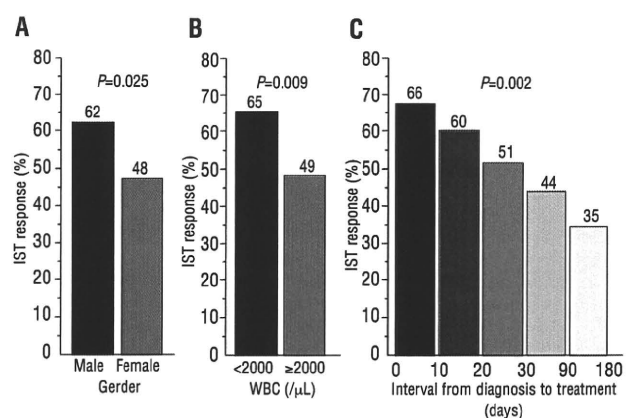 A
P=0.025
IST response (%)
80
70
60
50
40
30
20
10
0
62
48
Male Female
Gerder
B
P=0.009
IST response (%)
80
70
60
50
40
30
20
10
0
65
49
<2000 ≥2000
WBC (/μL)
C
P=0.002
IST response (%)
80
70
60
50
40
30
20
10
0
66
60
51
44
35
0 10 20 30 90 180
Interval from diagnosis to treatment
(days)